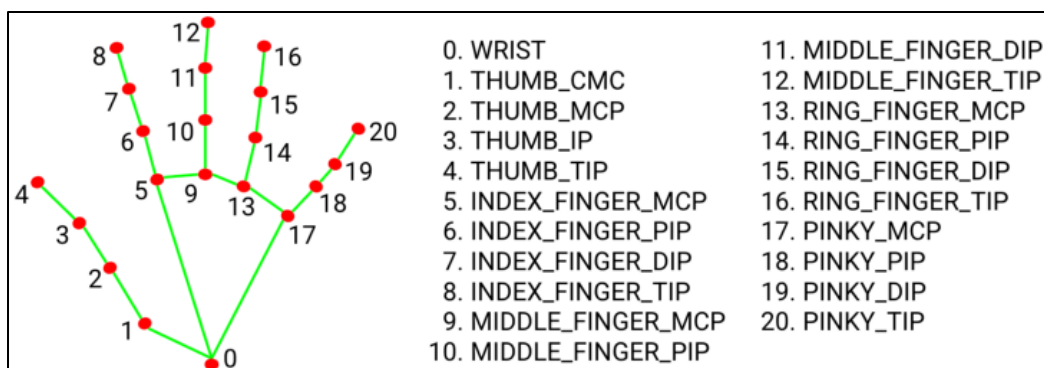 12
8
16
11
7
15
20
6
10
14
4
19
5
9
13
18
3
17
2
1
0
0. WRIST
1. THUMB_CMC
2. THUMB_MCP
3. THUMB_IP
4. THUMB_TIP
5. INDEX_FINGER_MCP
6. INDEX_FINGER_PIP
7. INDEX_FINGER_DIP
8. INDEX_FINGER_TIP
9. MIDDLE_FINGER_MCP
10. MIDDLE_FINGER_PIP
11. MIDDLE_FINGER_DIP
12. MIDDLE_FINGER_TIP
13. RING_FINGER_MCP
14. RING_FINGER_PIP
15. RING_FINGER_DIP
16. RING_FINGER_TIP
17. PINKY_MCP
18. PINKY_PIP
19. PINKY_DIP
20. PINKY_TIP